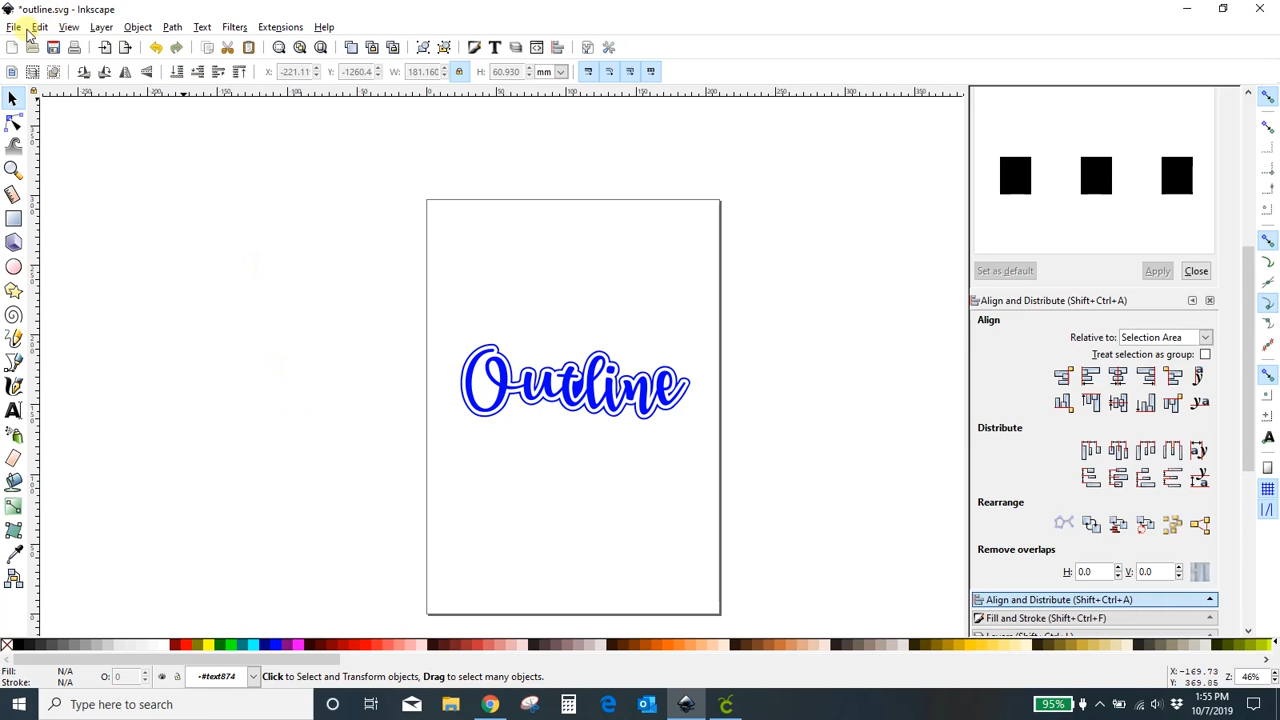 *outline.svg - Inkscape
File Edit View Layer Object Path Text Filters Extensions Help
X: -221.11 Y: -1260.4 W: 181.160 H: 60.930 mm
Outline
Set as default Apply Close
Align and Distribute (Shift+Ctrl+A)
Align
Relative to: Selection Area
Treat selection as group:
Distribute
Rearrange
Remove overlaps
H: 0.0 V: 0.0
Align and Distribute (Shift+Ctrl+A)
Fill and Stroke (Shift+Ctrl+F)
Fill: N/A
Stroke: N/A
O: 0
-#text874
Click to Select and Transform objects, Drag to select many objects.
X: -169.73
Y: 369.85
Z: 46%
Type here to search
95%
1:55 PM
10/7/2019